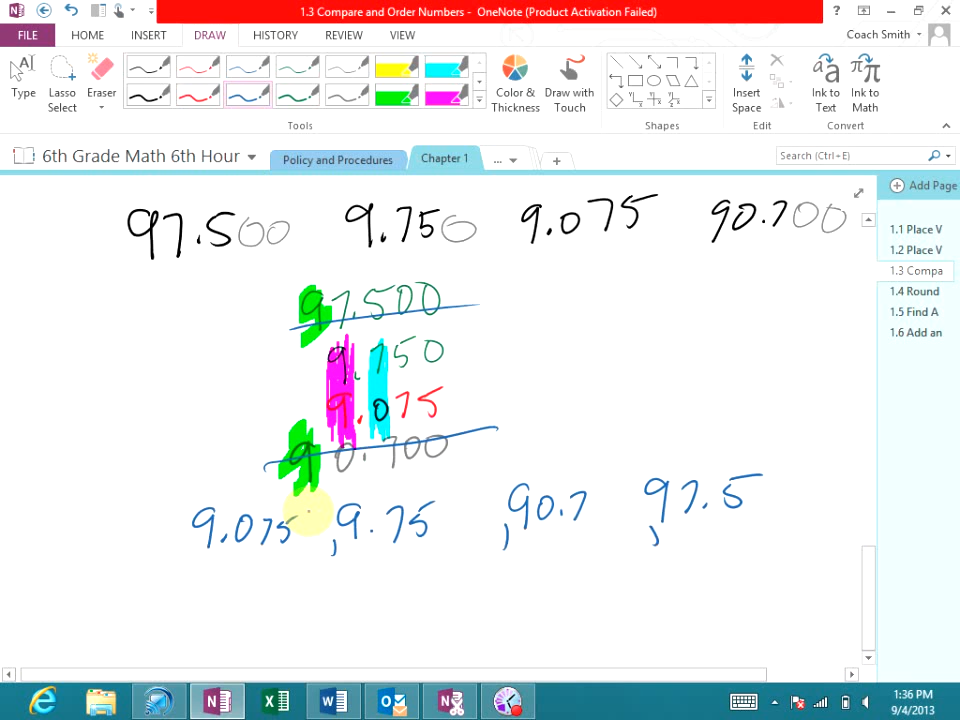 1.3 Compare and Order Numbers - OneNote (Product Activation Failed)
FILE HOME INSERT DRAW HISTORY REVIEW VIEW Coach Smith
Type Lasso Select Eraser Color & Thickness Draw with Touch Insert Space Ink to Text Ink to Math
Tools Shapes Edit Convert
6th Grade Math 6th Hour Policy and Procedures Chapter 1 ... Search (Ctrl+E)
Add Page
97.500 9.750 9.075 90.700
1.1 Place V
1.2 Place V
1.3 Compa
1.4 Round
1.5 Find A
1.6 Add an
97.500
9.750
9.075
90.700
9.075, 9.75, 90.7, 97.5
1:36 PM
9/4/2013